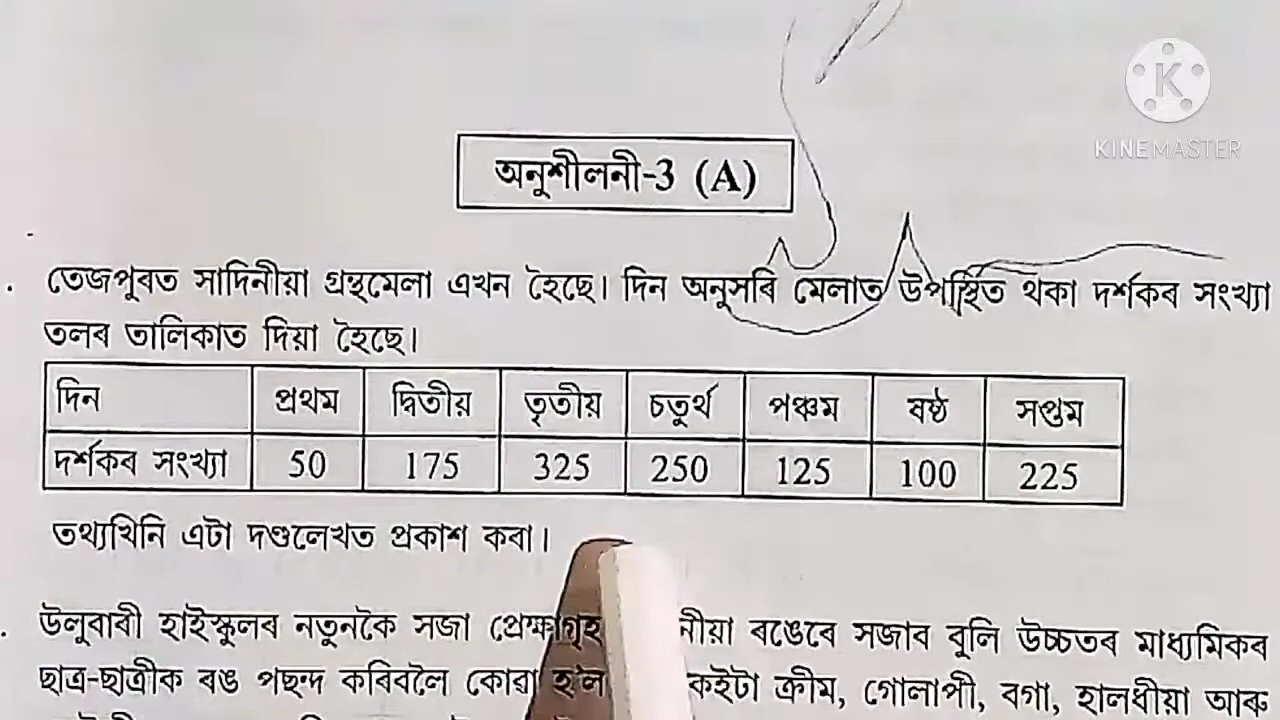 K
KINEMASTER
অনুশীলনী-3 (A)
. তেজপুৰত সাদিনীয়া গ্ৰন্থমেলা এখন হৈছে। দিন অনুসৰি মেলাত উপস্থিত থকা দৰ্শকৰ সংখ্যা
তলৰ তালিকাত দিয়া হৈছে।
দিন প্ৰথম দ্বিতীয় তৃতীয় চতুৰ্থ পঞ্চম ষষ্ঠ সপ্তম
দৰ্শকৰ সংখ্যা 50 175 325 250 125 100 225
তথ্যখিনি এটা দণ্ডলেখত প্ৰকাশ কৰা।
. উলুবাৰী হাইস্কুলৰ নতুনকৈ সজা প্ৰেক্ষাগৃহ নীয়া ৰঙেৰে সজাব বুলি উচ্চতৰ মাধ্যমিকৰ
ছাত্ৰ-ছাত্ৰীক ৰঙ পছন্দ কৰিবলৈ কোৱা হ'ল কেইটা ক্ৰীম, গোলাপী, বগা, হালধীয়া আৰু